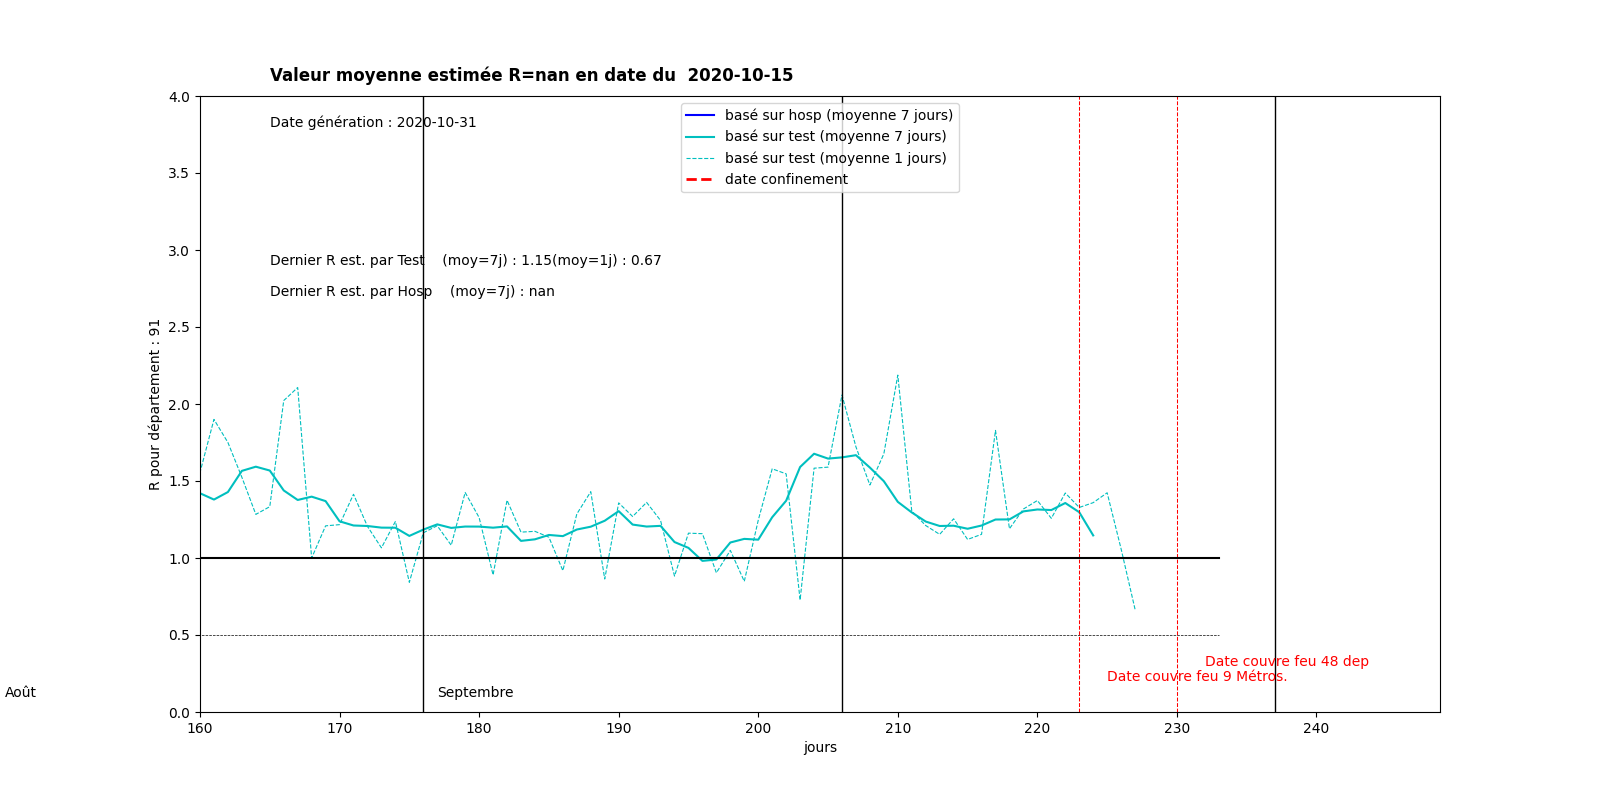 Valeur moyenne estimée R=nan en date du  2020-10-15
4.0
Date génération : 2020-10-31
basé sur hosp (moyenne 7 jours)
basé sur test (moyenne 7 jours)
basé sur test (moyenne 1 jours)
date confinement
3.5
3.0
Dernier R est. par Test    (moy=7j) : 1.15(moy=1j) : 0.67
Dernier R est. par Hosp    (moy=7j) : nan
2.5
R pour département : 91
2.0
1.5
1.0
0.5
Date couvre feu 48 dep
Date couvre feu 9 Métros.
Août
Septembre
0.0
160 170 180 190 200 210 220 230 240
jours